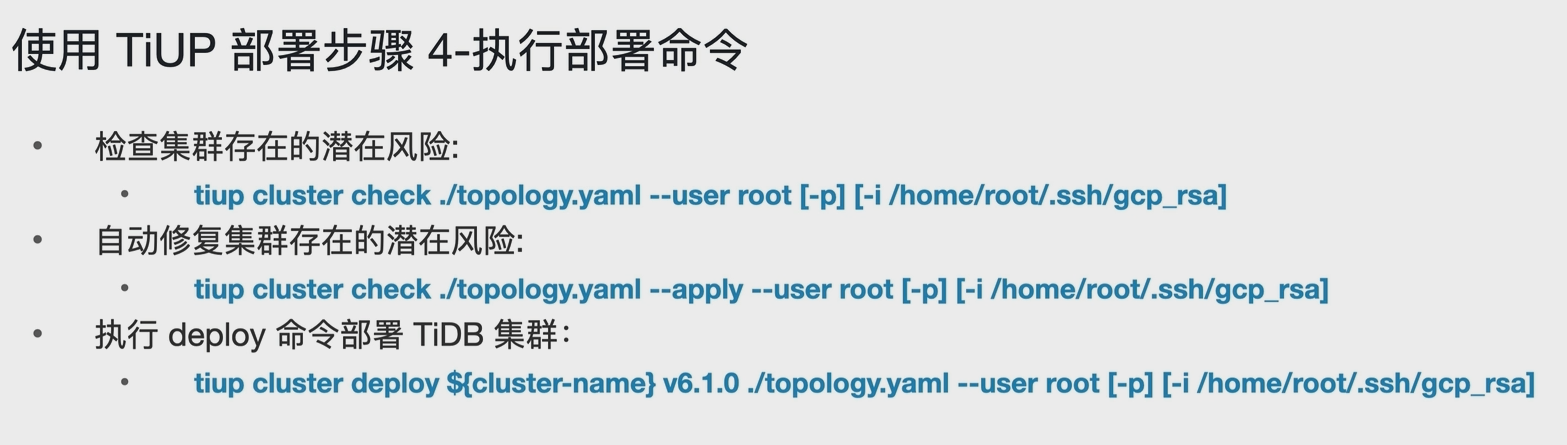 使用 TiUP 部署步骤 4-执行部署命令
• 检查集群存在的潜在风险:
• tiup cluster check ./topology.yaml --user root [-p] [-i /home/root/.ssh/gcp_rsa]
• 自动修复集群存在的潜在风险:
• tiup cluster check ./topology.yaml --apply --user root [-p] [-i /home/root/.ssh/gcp_rsa]
• 执行 deploy 命令部署 TiDB 集群：
• tiup cluster deploy ${cluster-name} v6.1.0 ./topology.yaml --user root [-p] [-i /home/root/.ssh/gcp_rsa]